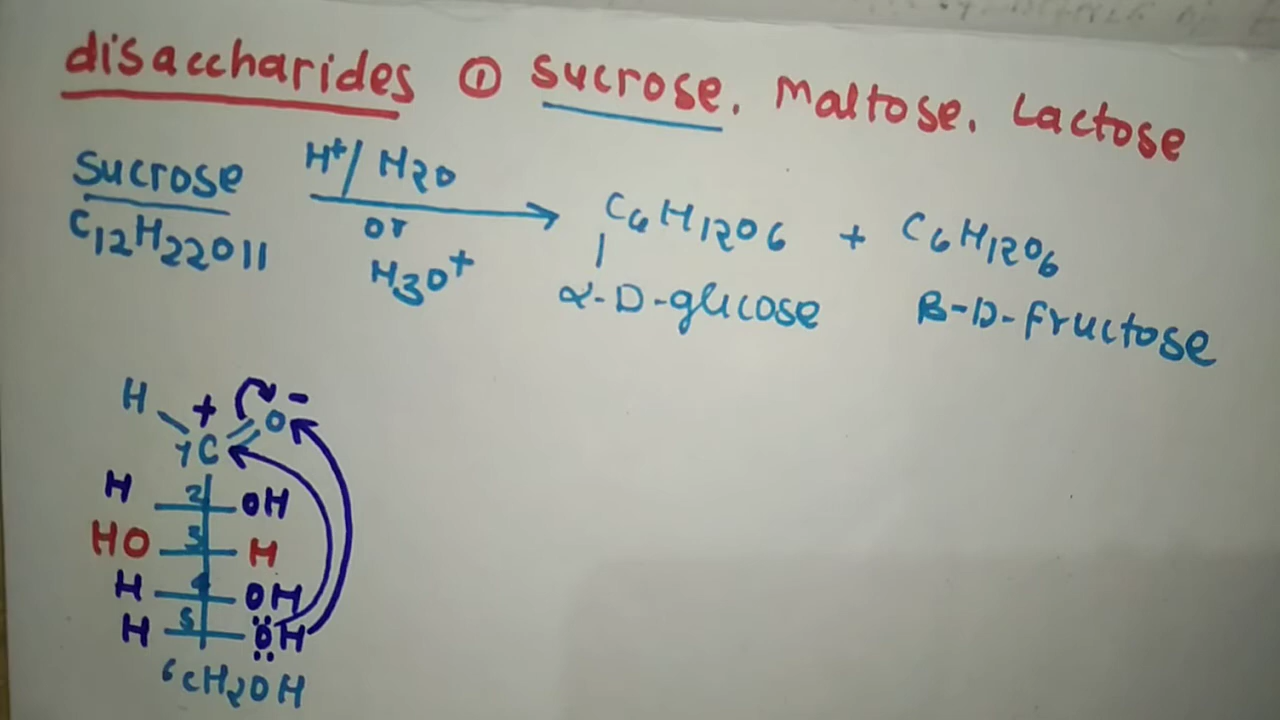 disaccharides ① sucrose. Maltose. Lactose
sucrose H+/H2O
C12H22O11 or C6H12O6 + C6H12O6
H3O+ α-D-glicose B-D-fructose
H + O -
1C
H 2 OH
HO 3 H
H 4 OH
H 5 OH
6CH2OH